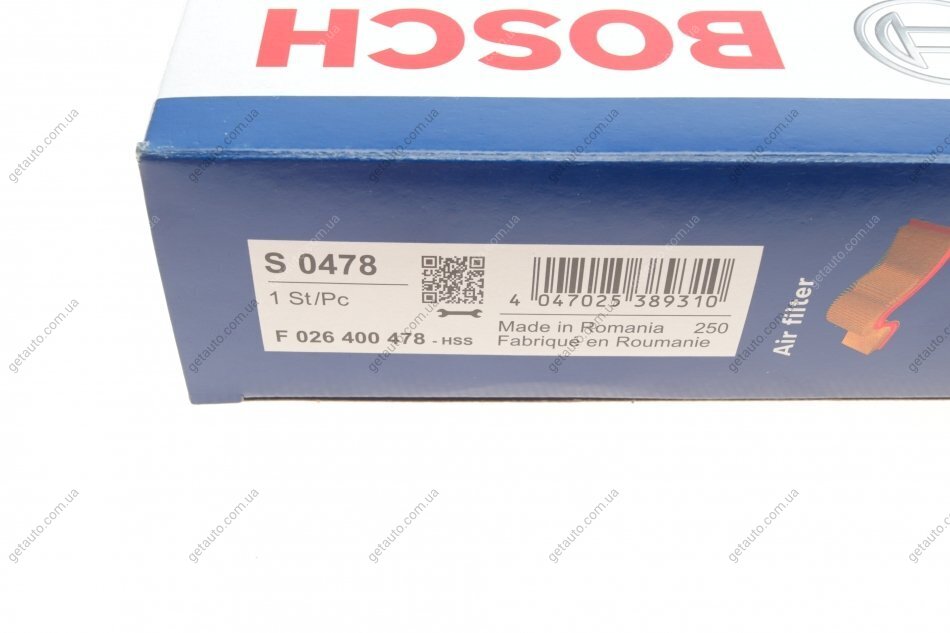 BOSCH
S 0478
1 St/Pc
F 026 400 478 - HSS
4 047025 389310
Made in Romania 250
Fabriqué en Roumanie
Air filter
getauto.com.ua